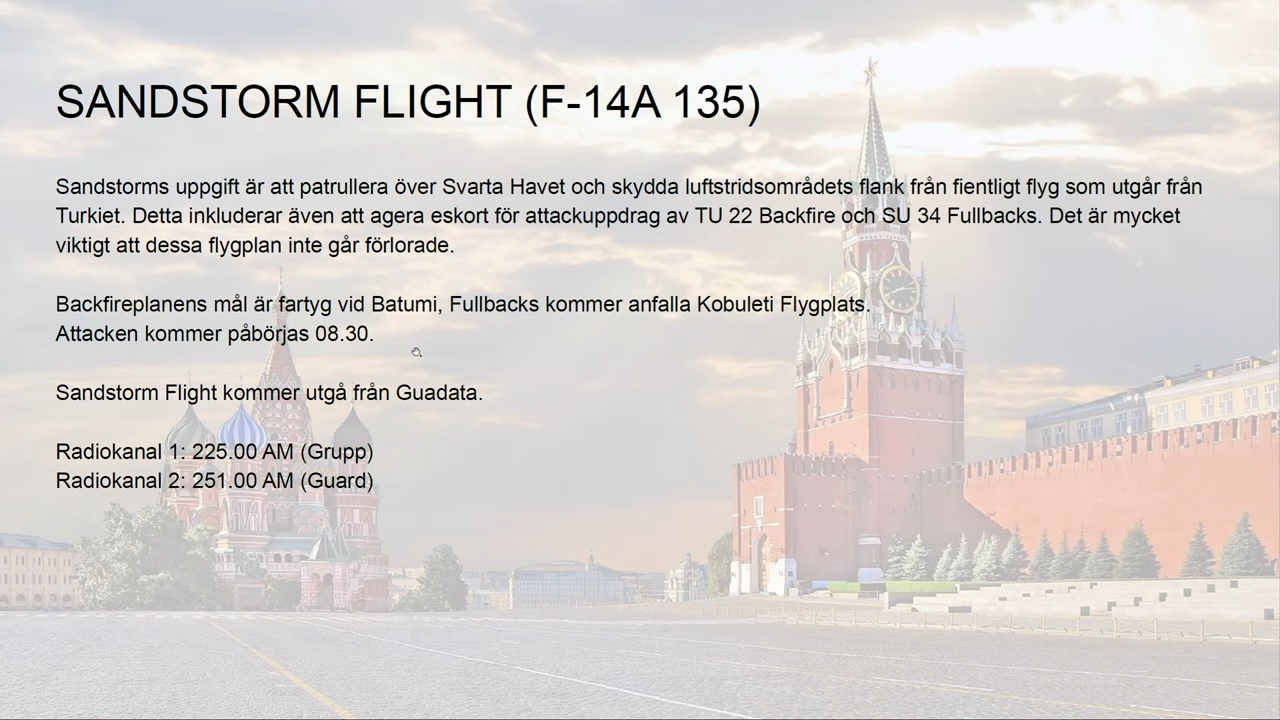 SANDSTORM FLIGHT (F-14A 135)
Sandstorms uppgift är att patrullera över Svarta Havet och skydda luftstridsområdets flank från fientligt flyg som utgår från
Turkiet. Detta inkluderar även att agera eskort för attackuppdrag av TU 22 Backfire och SU 34 Fullbacks. Det är mycket
viktigt att dessa flygplan inte går förlorade.
Backfireplanens mål är fartyg vid Batumi, Fullbacks kommer anfalla Kobuleti Flygplats.
Attacken kommer påbörjas 08.30.
Sandstorm Flight kommer utgå från Guadata.
Radiokanal 1: 225.00 AM (Grupp)
Radiokanal 2: 251.00 AM (Guard)